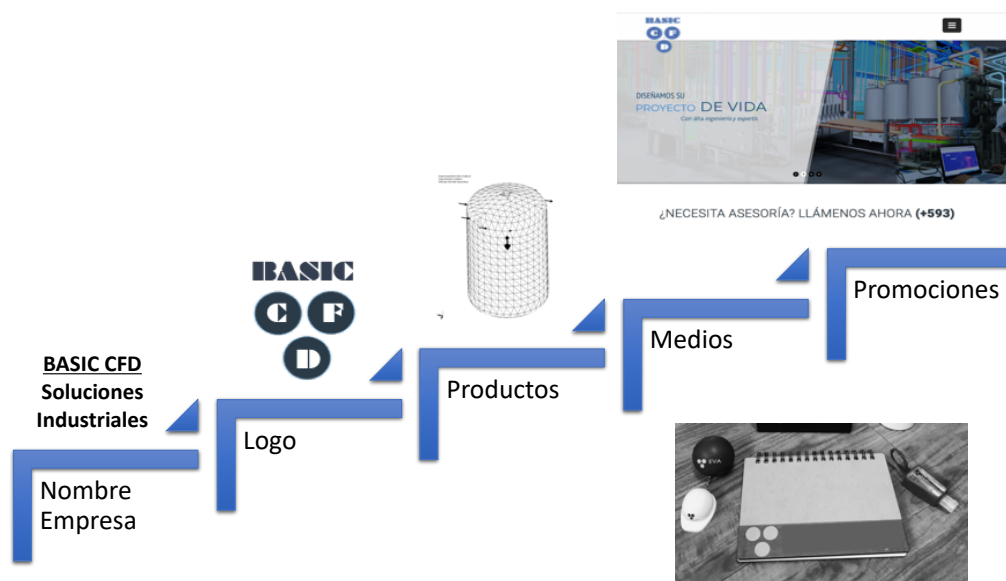 BASIC
C F
D
DISEÑAMOS SU
PROYECTO DE VIDA
Con alta ingeniería y expertis
¿NECESITA ASESORÍA? LLÁMENOS AHORA (+593)
Promociones
Medios
Productos
BASIC
C F
D
Logo
BASIC CFD
Soluciones
Industriales
Nombre
Empresa
EVA